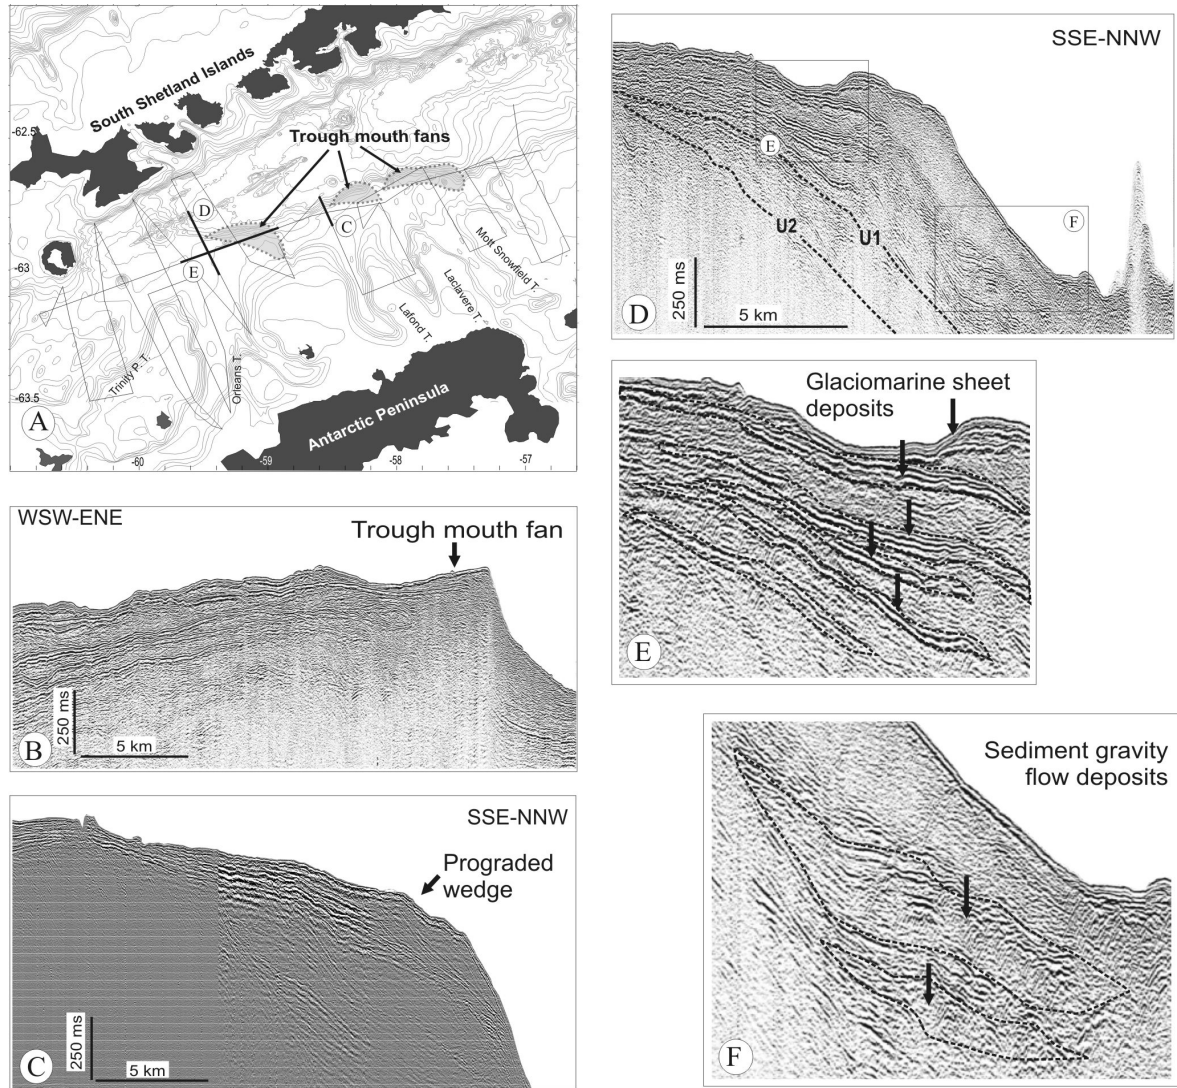 South Shetland Islands
-62.5
Trough mouth fans
D
C
E
-63
Mott Snowfield T.
Laclavere T.
Lafond T.
Trinity P. T.
Orleans T.
-63.5
A
Antarctic Peninsula
-60
-59
-58
-57
WSW-ENE
Trough mouth fan
250 ms
5 km
B
SSE-NNW
Prograded
wedge
250 ms
5 km
C
SSE-NNW
E
F
U2
U1
250 ms
5 km
D
Glaciomarine sheet
deposits
E
Sediment gravity
flow deposits
F